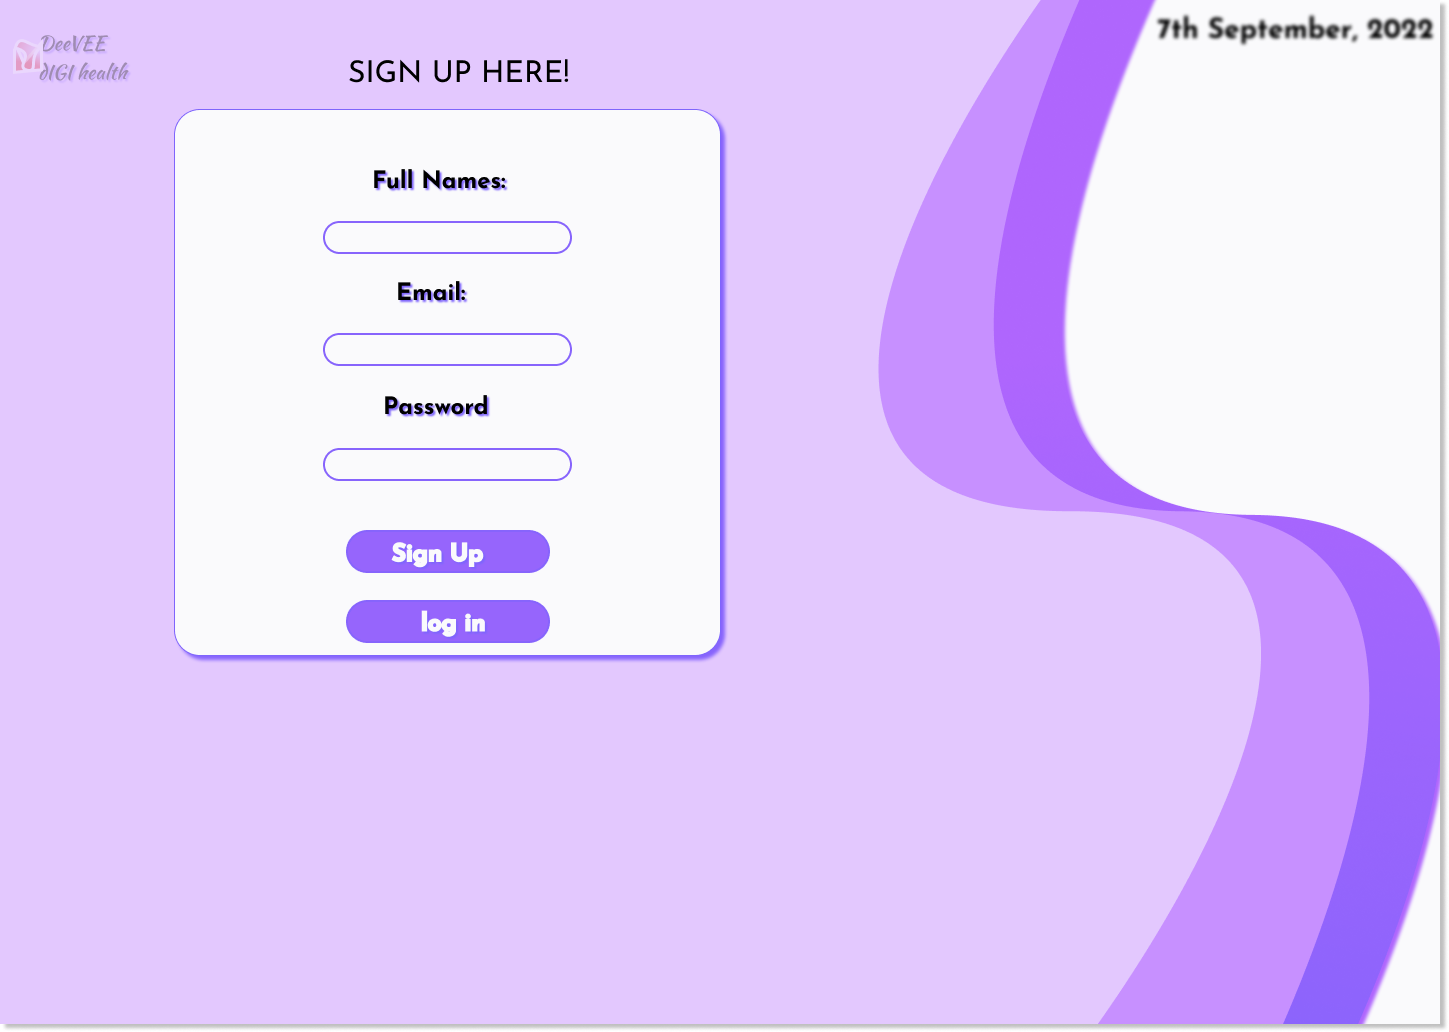 7th September, 2022
DeeVEE
dIGI health
SIGN UP HERE!
Full Names:
Email:
Password
Sign Up
log in